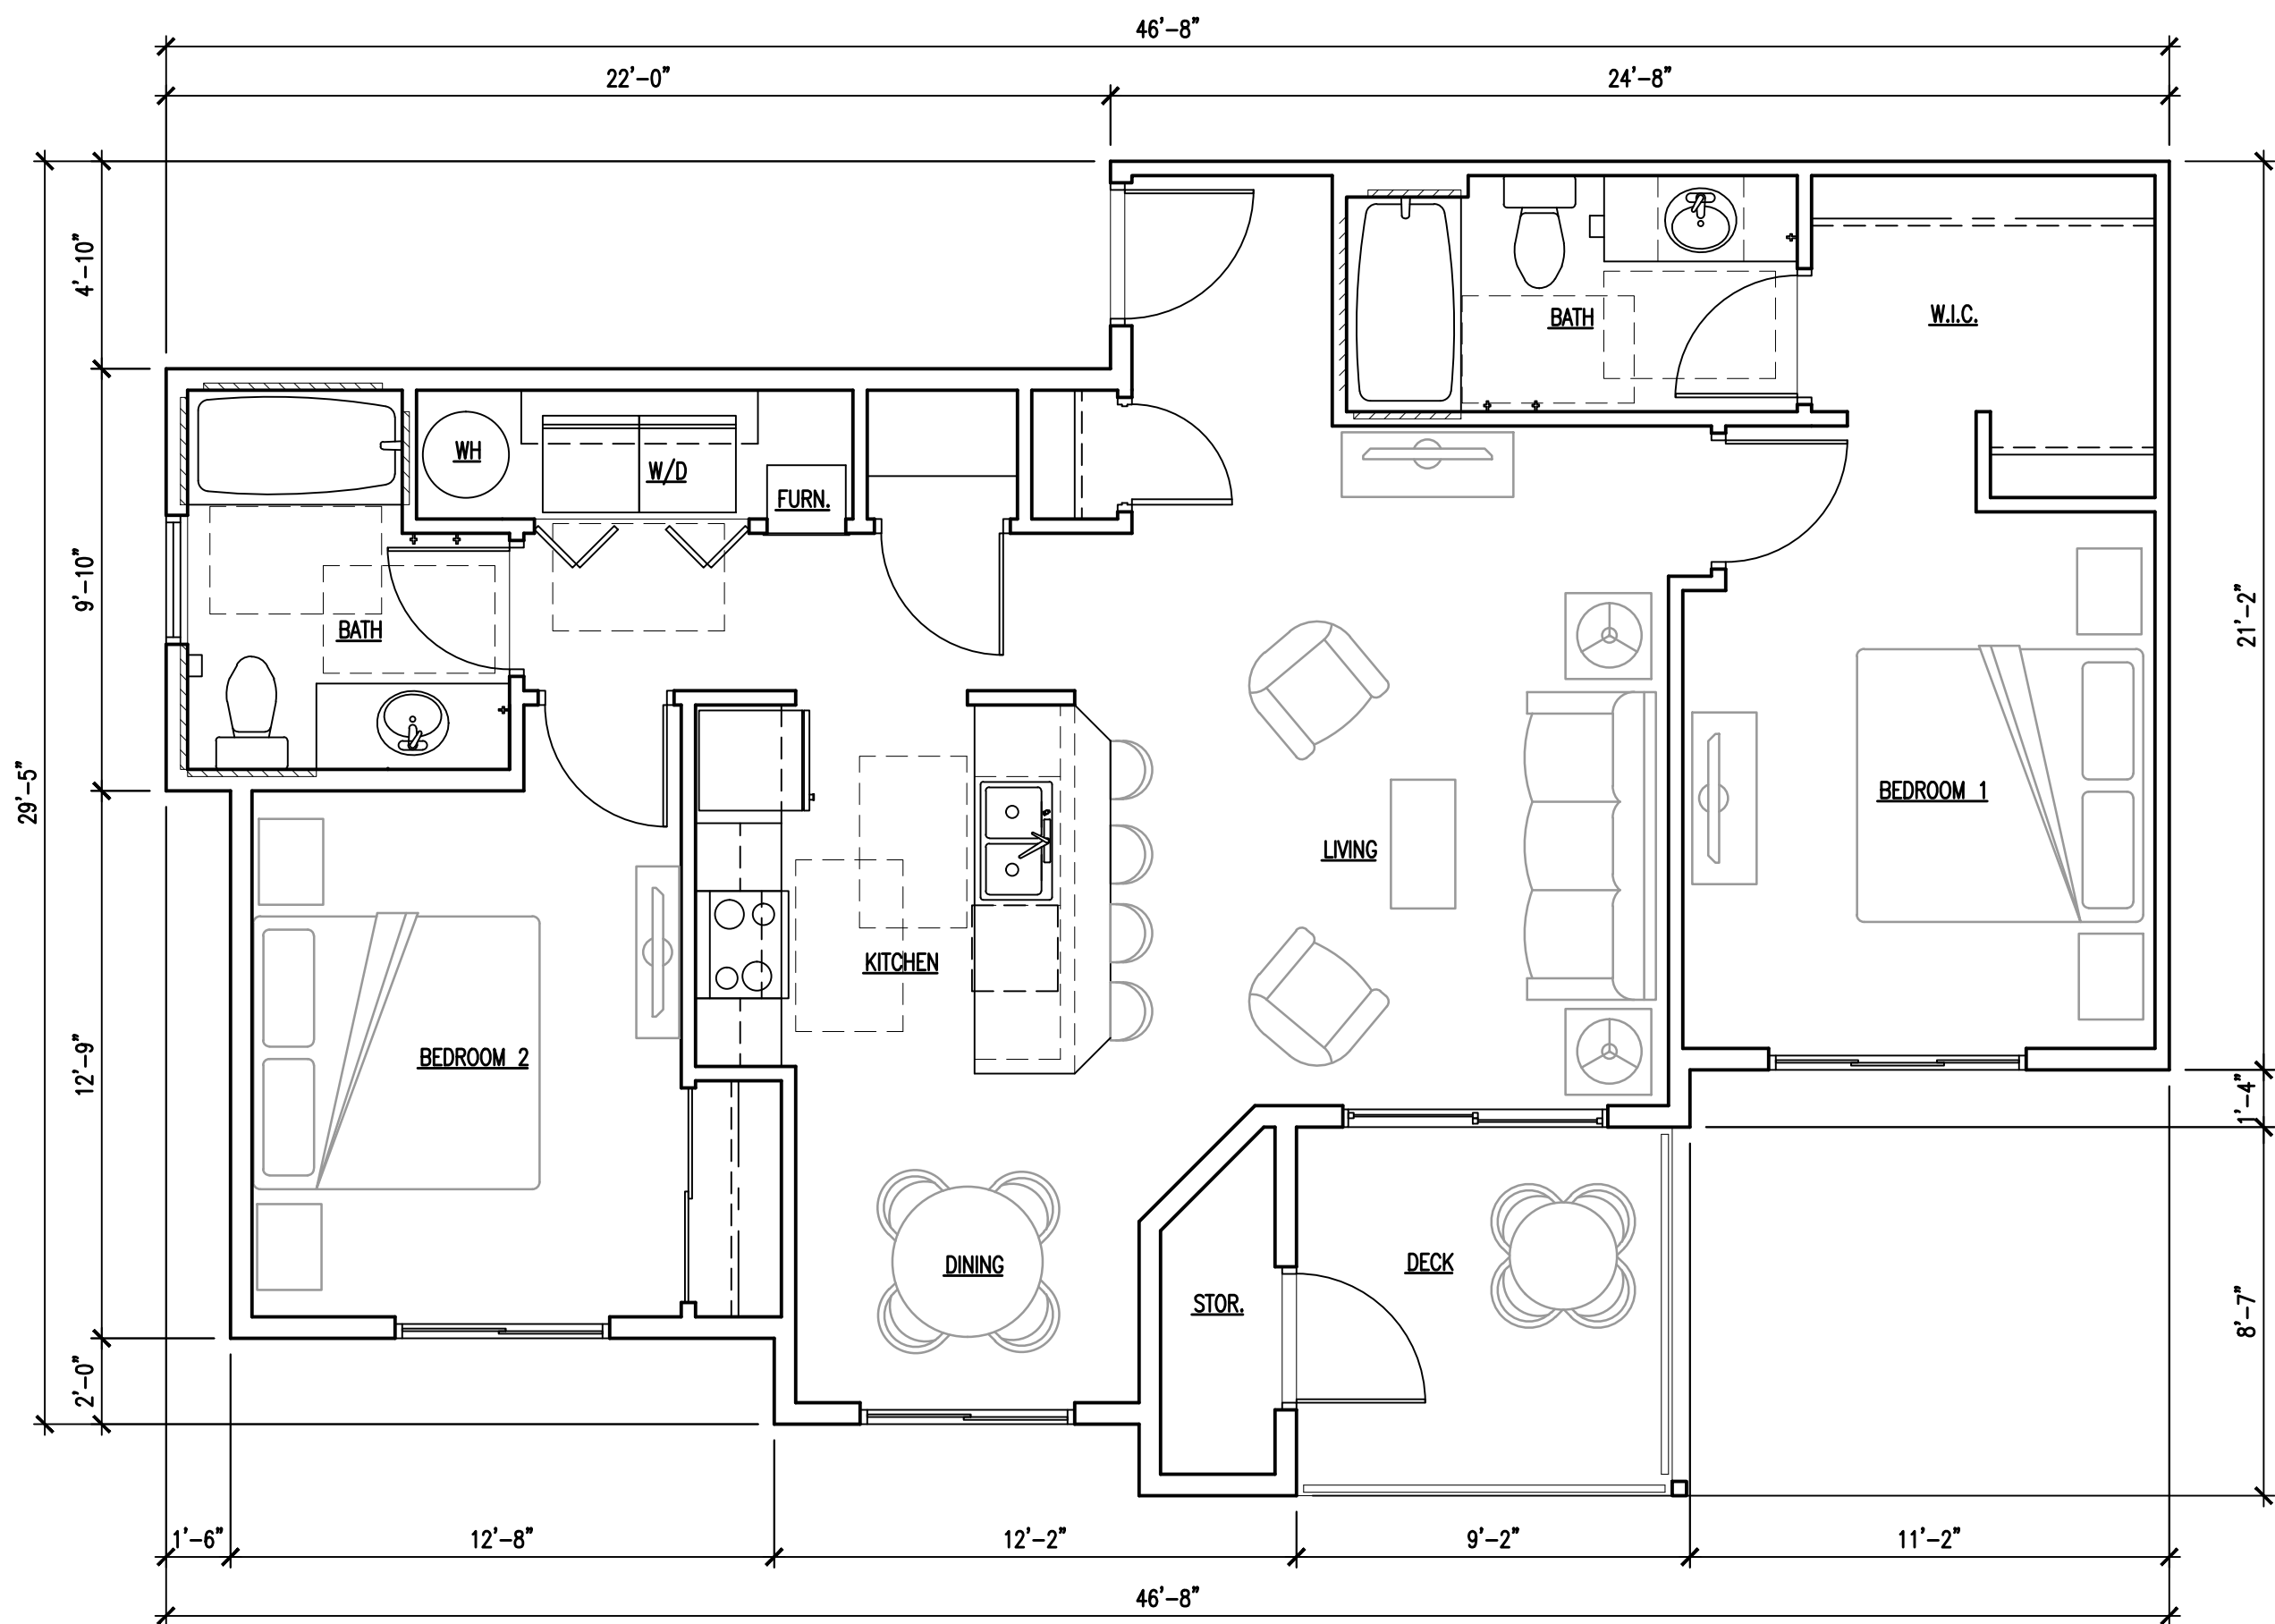 46'-8"
22'-0"
24'-8"
4'-10"
9'-10"
29'-5"
12'-9"
2'-0"
21'-2"
1'-4"
8'-7"
BATH
W.I.C.
WH
W/D
FURN.
BATH
BEDROOM 1
LIVING
KITCHEN
BEDROOM 2
DINING
DECK
STOR.
1'-6"
12'-8"
12'-2"
9'-2"
11'-2"
46'-8"